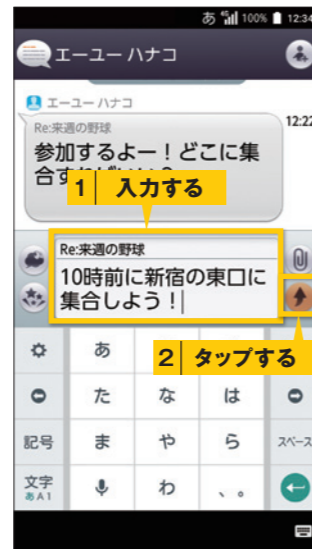 あ 100% 12:34
エーユー ハナコ
エーユー ハナコ
Re:来週の野球
12:22
参加するよー！どこに集
合す
1 入力する
Re:来週の野球
10時前に新宿の東口に
集合しよう！
2 タップする
あ
た な は
記号 ま や ら スペース
文字 わ 、。
あA1